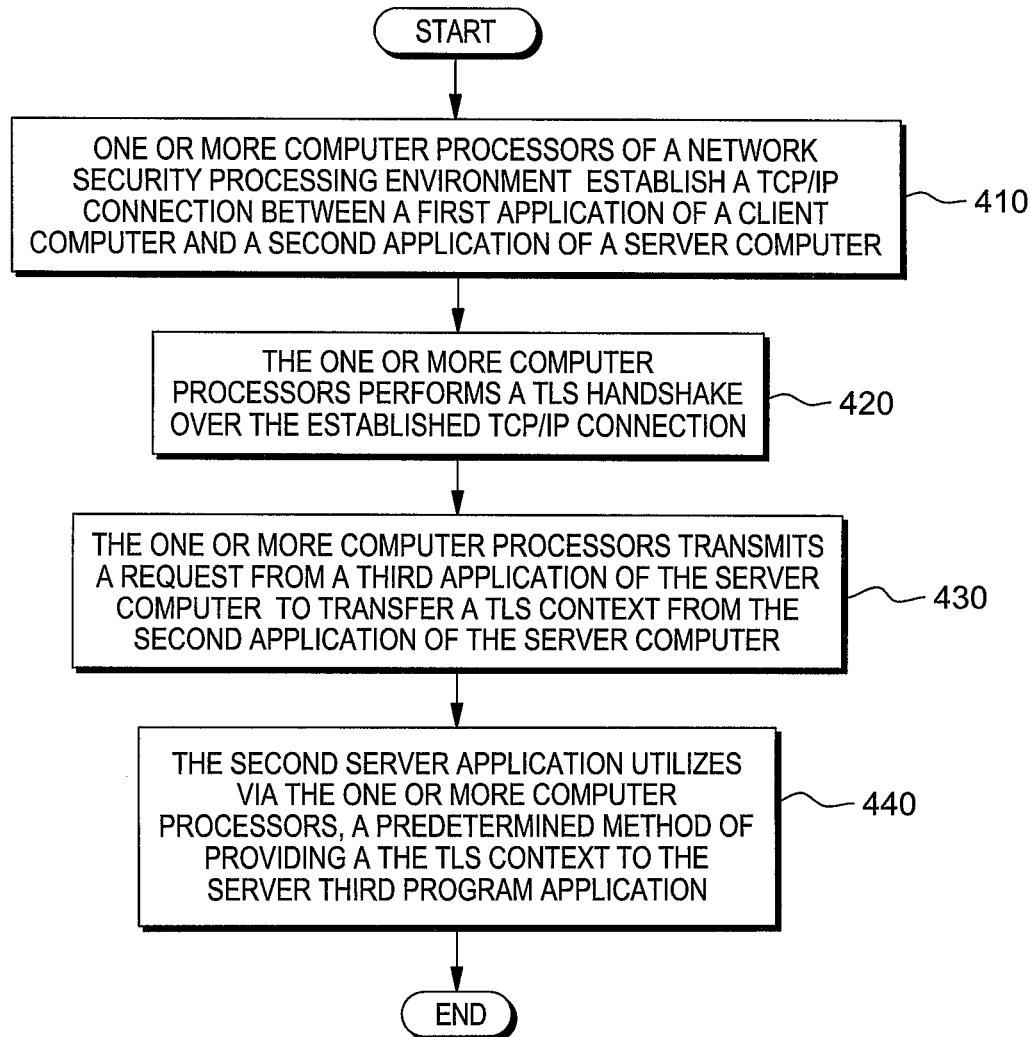 START
ONE OR MORE COMPUTER PROCESSORS OF A NETWORK
SECURITY PROCESSING ENVIRONMENT ESTABLISH A TCP/IP
CONNECTION BETWEEN A FIRST APPLICATION OF A CLIENT
COMPUTER AND A SECOND APPLICATION OF A SERVER COMPUTER
410
THE ONE OR MORE COMPUTER
PROCESSORS PERFORMS A TLS HANDSHAKE
OVER THE ESTABLISHED TCP/IP CONNECTION
420
THE ONE OR MORE COMPUTER PROCESSORS TRANSMITS
A REQUEST FROM A THIRD APPLICATION OF THE SERVER
COMPUTER TO TRANSFER A TLS CONTEXT FROM THE
SECOND APPLICATION OF THE SERVER COMPUTER
430
THE SECOND SERVER APPLICATION UTILIZES
VIA THE ONE OR MORE COMPUTER
PROCESSORS, A PREDETERMINED METHOD OF
PROVIDING A THE TLS CONTEXT TO THE
SERVER THIRD PROGRAM APPLICATION
440
END